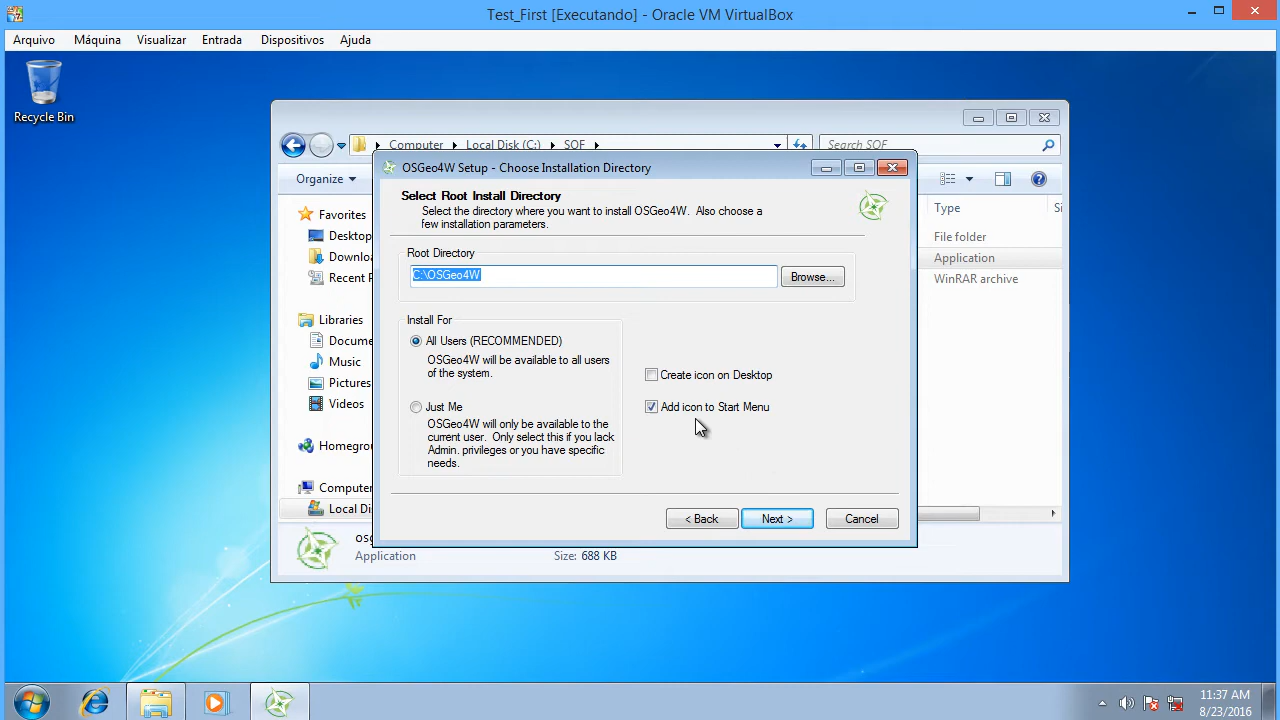 Test_First [Executando] - Oracle VM VirtualBox
Arquivo Máquina Visualizar Entrada Dispositivos Ajuda
Recycle Bin
Computer Local Disk (C:) SOF
Search SOF
Organize
Type
File folder
Application
WinRAR archive
Favorites
Desktop
Recent
Libraries
Music
Pictures
Videos
Computer
OSGeo4W Setup - Choose Installation Directory
Select Root Install Directory
Select the directory where you want to install OSGeo4W. Also choose a
few installation parameters.
Root Directory
C:\OSGeo4W
Browse...
Install For
All Users (RECOMMENDED)
OSGeo4W will be available to all users
of the system.
Just Me
OSGeo4W will only be available to the
current user. Only select this if you lack
Admin. privileges or you have specific
needs.
Create icon on Desktop
Add icon to Start Menu
< Back
Next >
Cancel
Application
Size: 688 KB
11:37 AM
8/23/2016